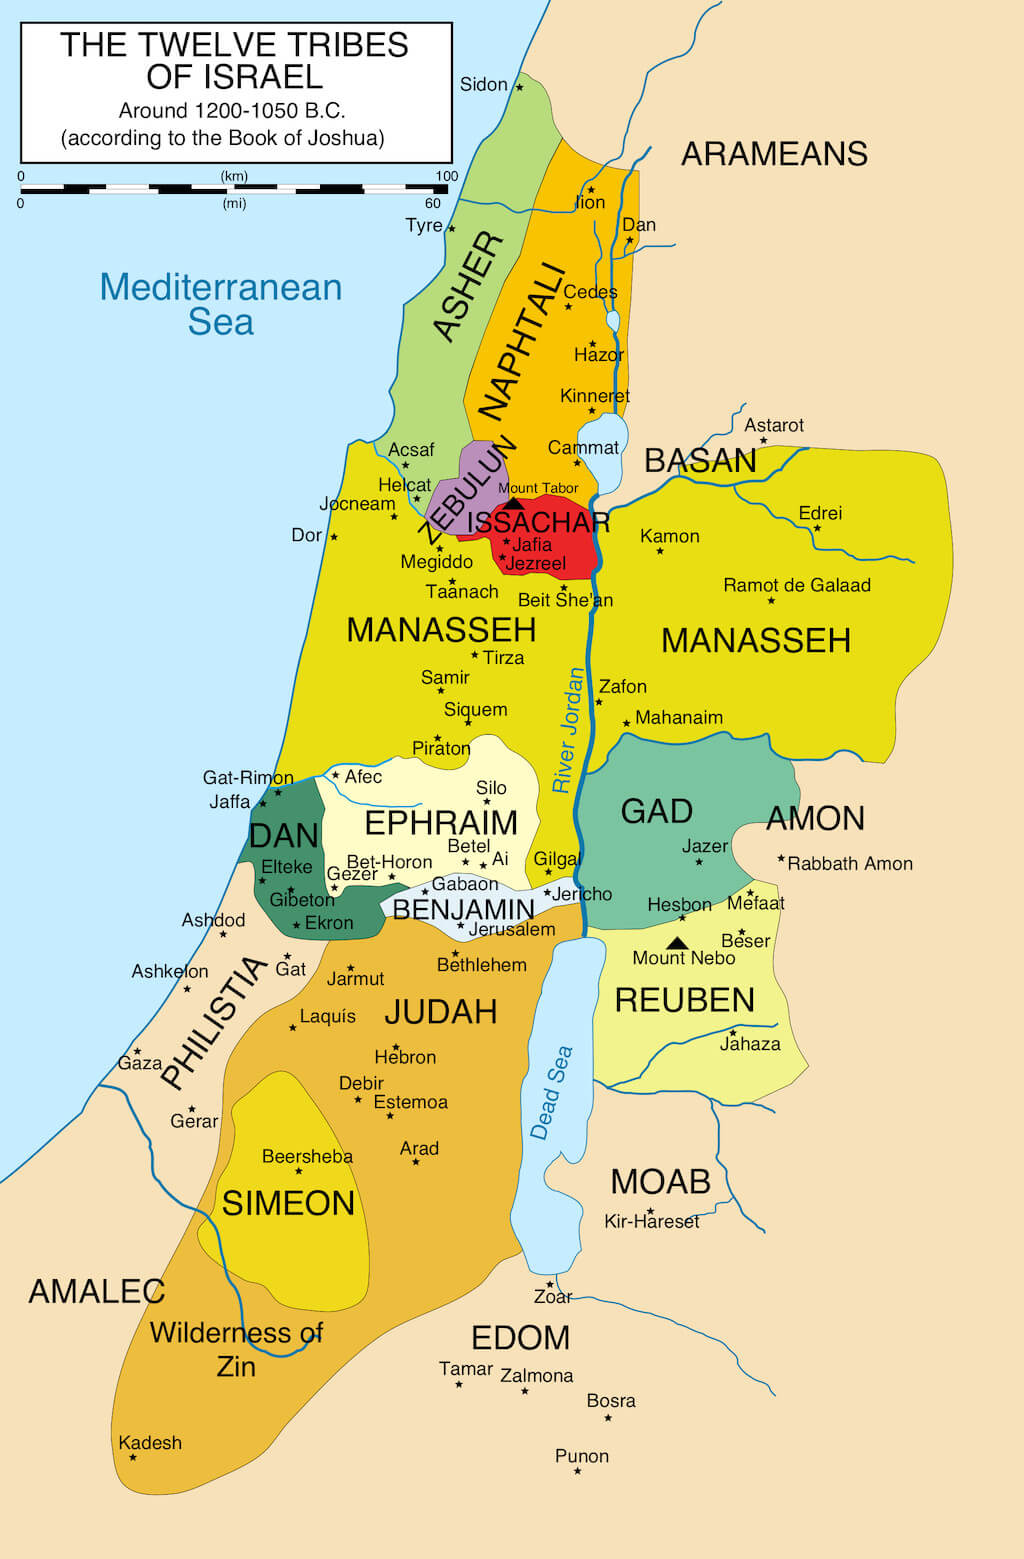 THE TWELVE TRIBES
OF ISRAEL
Around 1200-1050 B.C.
(according to the Book of Joshua)
0 (km) 100
0 (mi) 60
Sidon
ARAMEANS
Iion
Tyre
Dan
ASHER
Mediterranean
Sea
NAPHTALI
Cedes
Hazor
Kinneret
Astarot
Acsaf
Cammat
BASAN
Helcat
ZEBULUN
Mount Tabor
Jocneam
ISSACHAR
Edrei
Dor
Kamon
Jafia
Megiddo
Jezreel
Taanach
Beit She'an
Ramot de Galaad
MANASSEH
MANASSEH
Tirza
Samir
Zafon
Siquem
Mahanaim
River Jordan
Piraton
Gat-Rimon
Afec
Jaffa
Silo
GAD
AMON
DAN
EPHRAIM
Betel
Jazer
Elteke
Bet-Horon
Ai
Gilgal
Rabbath Amon
Gezer
Gabaon
Jericho
Gibeton
Hesbon
Mefaat
BENJAMIN
Ashdod
Ekron
Jerusalem
Beser
Mount Nebo
Ashkelon
Gat
Jarmut
Bethlehem
PHILISTIA
REUBEN
Laquis
JUDAH
Jahaza
Gaza
Hebron
Debir
Dead Sea
Gerar
Estemoa
Arad
Beersheba
MOAB
SIMEON
Kir-Hareset
AMALEC
Zoar
Wilderness of
Zin
EDOM
Tamar
Zalmona
Bosra
Kadesh
Punon